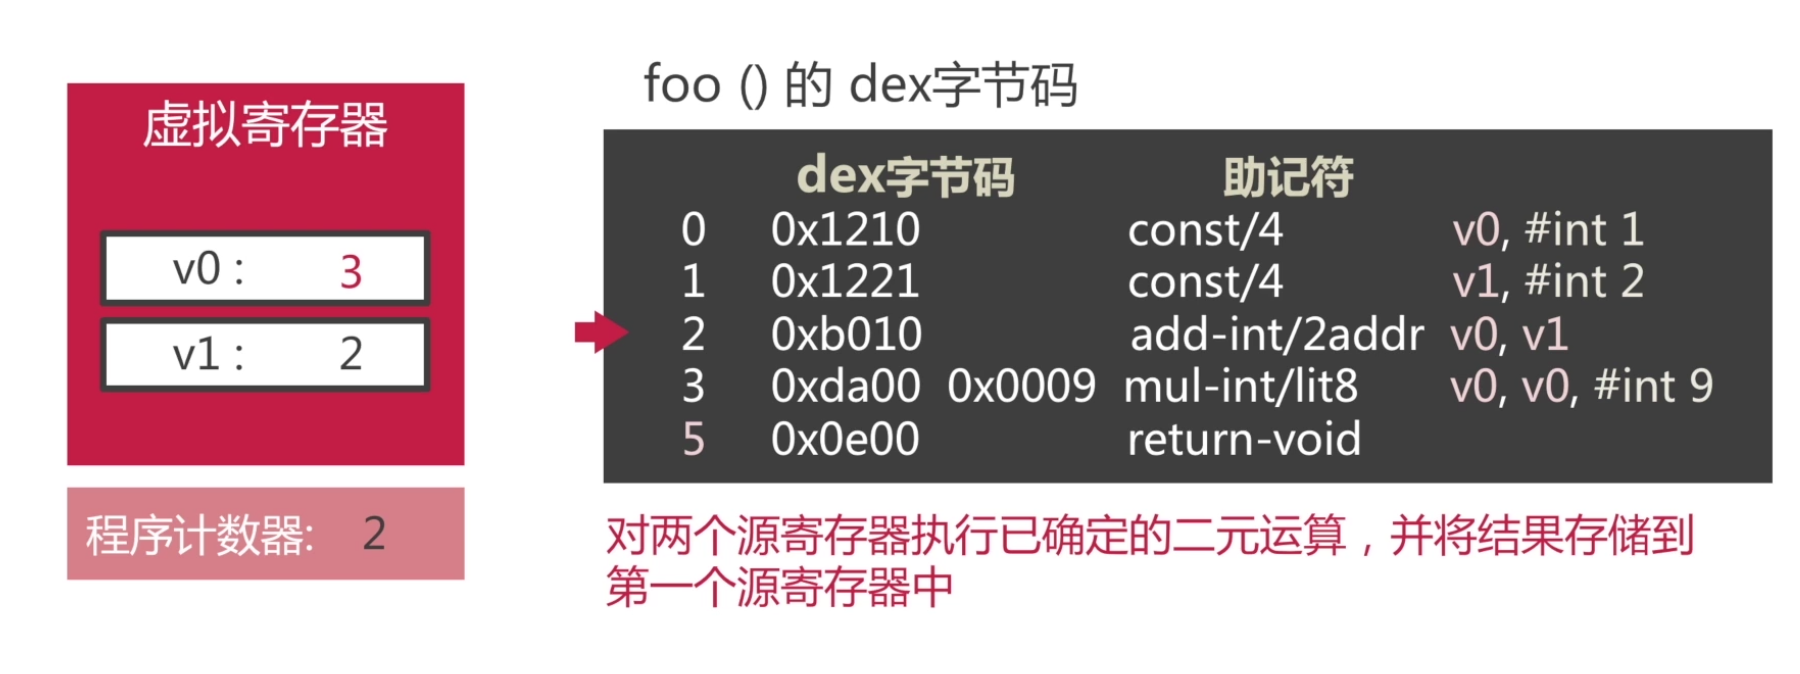 foo () 的 dex字节码
虚拟寄存器
v0 : 3
v1 : 2
程序计数器: 2
dex字节码 助记符
0 0x1210 const/4 v0, #int 1
1 0x1221 const/4 v1, #int 2
2 0xb010 add-int/2addr v0, v1
3 0xda00 0x0009 mul-int/lit8 v0, v0, #int 9
5 0x0e00 return-void
对两个源寄存器执行已确定的二元运算，并将结果存储到
第一个源寄存器中